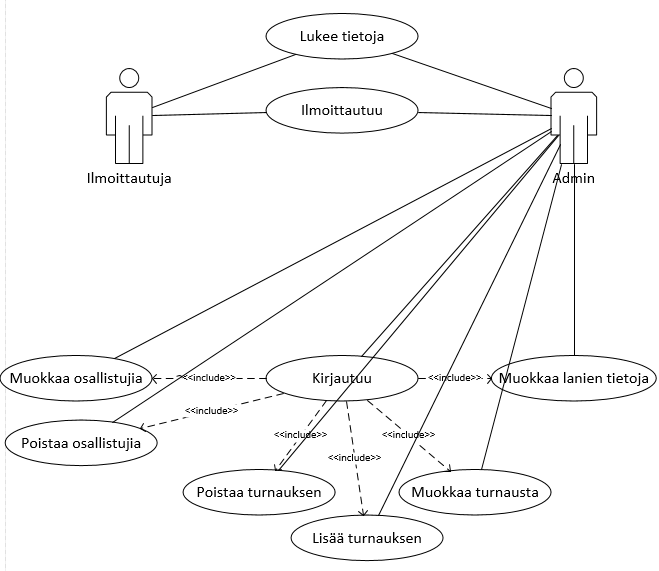 Lukee tietoja
Ilmoittautuu
Ilmoittautuja
Admin
Muokkaa osallistujia
<<include>>
Kirjautuu
<<include>>
Muokkaa lanien tietoja
<<include>>
Poistaa osallistujia
<<include>>
<<include>>
<<include>>
Poistaa turnauksen
Muokkaa turnausta
Lisää turnauksen